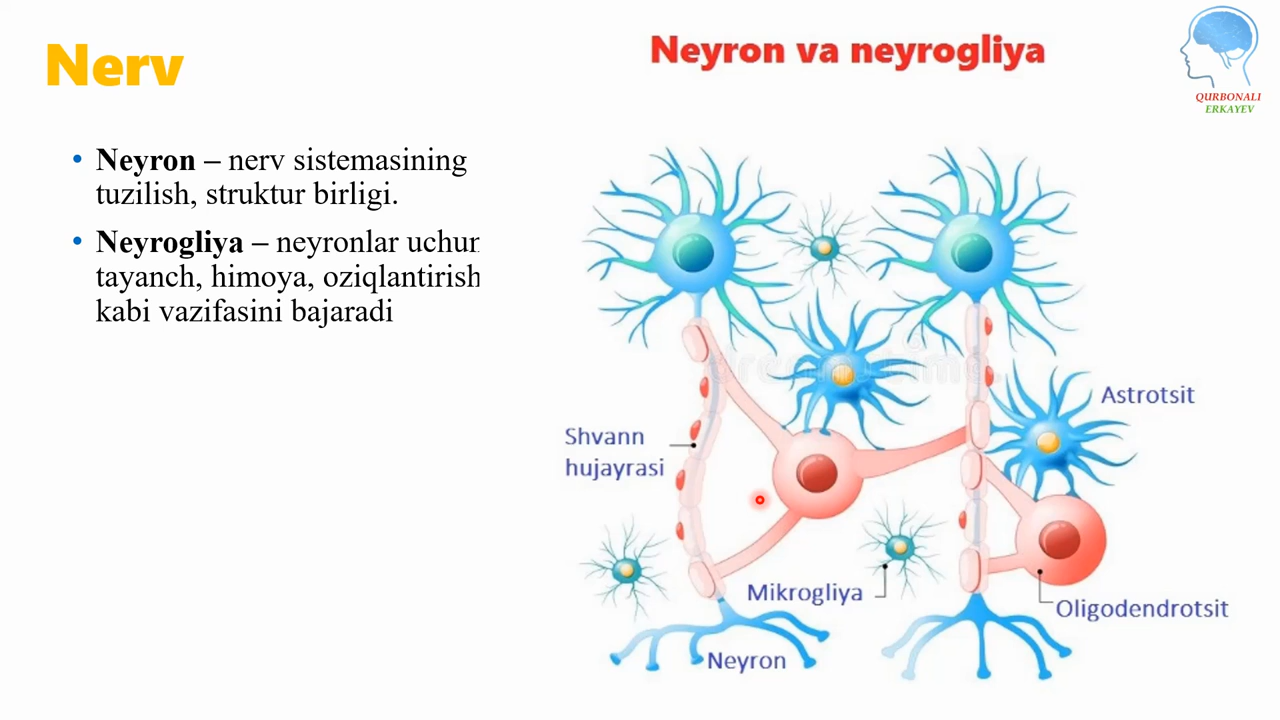 Nerv
Neyron va neyrogliya
QURBONALI
ERKAYEV
• Neyron – nerv sistemasining
tuzilish, struktur birligi.
• Neyrogliya – neyronlar uchun
tayanch, himoya, oziqlantirish
kabi vazifasini bajaradi
Astrotsit
Shvann
hujayrasi
Mikrogliya
Oligodendrotsit
Neyron